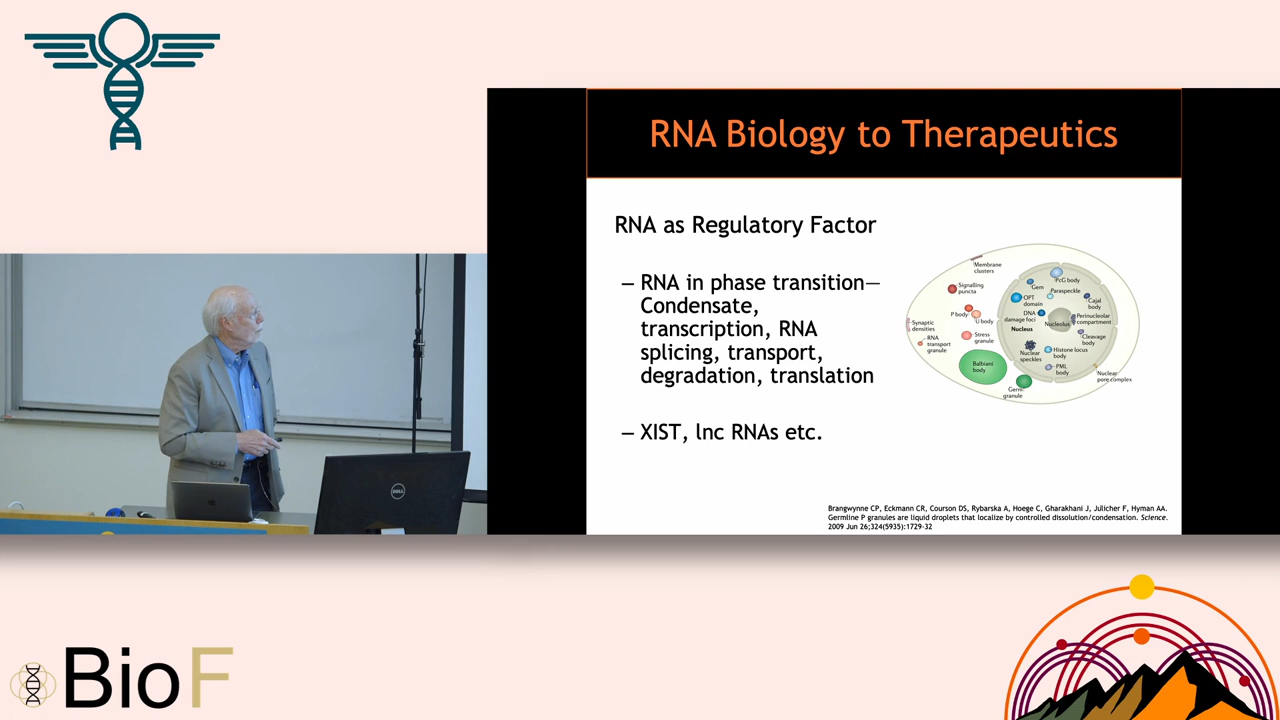 RNA Biology to Therapeutics
RNA as Regulatory Factor
– RNA in phase transition—
Condensate,
transcription, RNA
splicing, transport,
degradation, translation
– XIST, lnc RNAs etc.
Membrane
clusters
Signalling
puncta
P body
U body
Synaptic
densities
RNA
transport
granule
Stress
granule
Balbiani
body
Germ
granule
PcG body
Gem
Paraspeckle
OPT
domain
Cajal
body
DNA
damage foci
Nucleolus
Perinucleolar
compartment
Nucleus
Cleavage
body
Nuclear
speckles
Histone locus
body
PML
body
Nuclear
pore complex
Brangwynne CP, Eckmann CR, Courson DS, Rybarska A, Hoege C, Gharakhani J, Julicher F, Hyman AA.
Germline P granules are liquid droplets that localize by controlled dissolution/condensation. Science.
2009 Jun 26;324(5935):1729-32
DELL
BioF